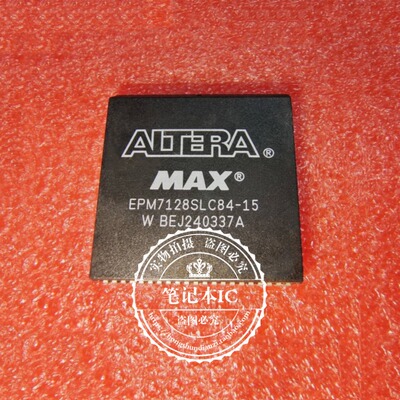 ALTERA®
MAX®
EPM7128SLC84-15
W BEJ240337A
实物拍摄 盗图必究
笔记本IC
盗图必究